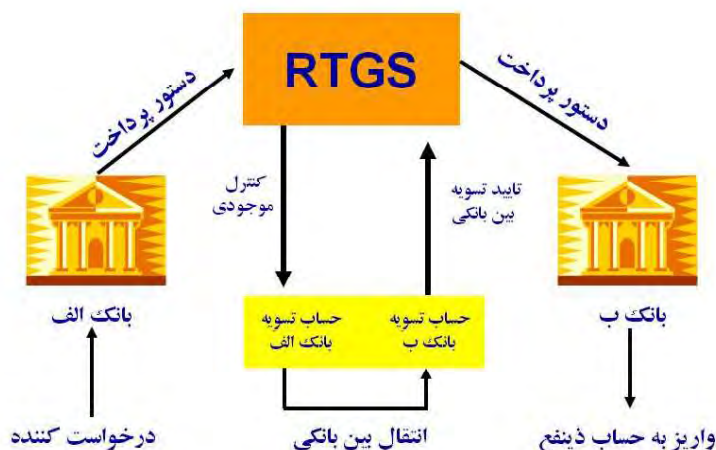 RTGS
دستور پرداخت
دستور پرداخت
کنترل
موجودی
تایید تسویه
بین بانکی
بانک الف
حساب تسویه
بانک الف
حساب تسویه
بانک ب
بانک ب
درخواست کننده
انتقال بین بانکی
واریز به حساب ذینفع